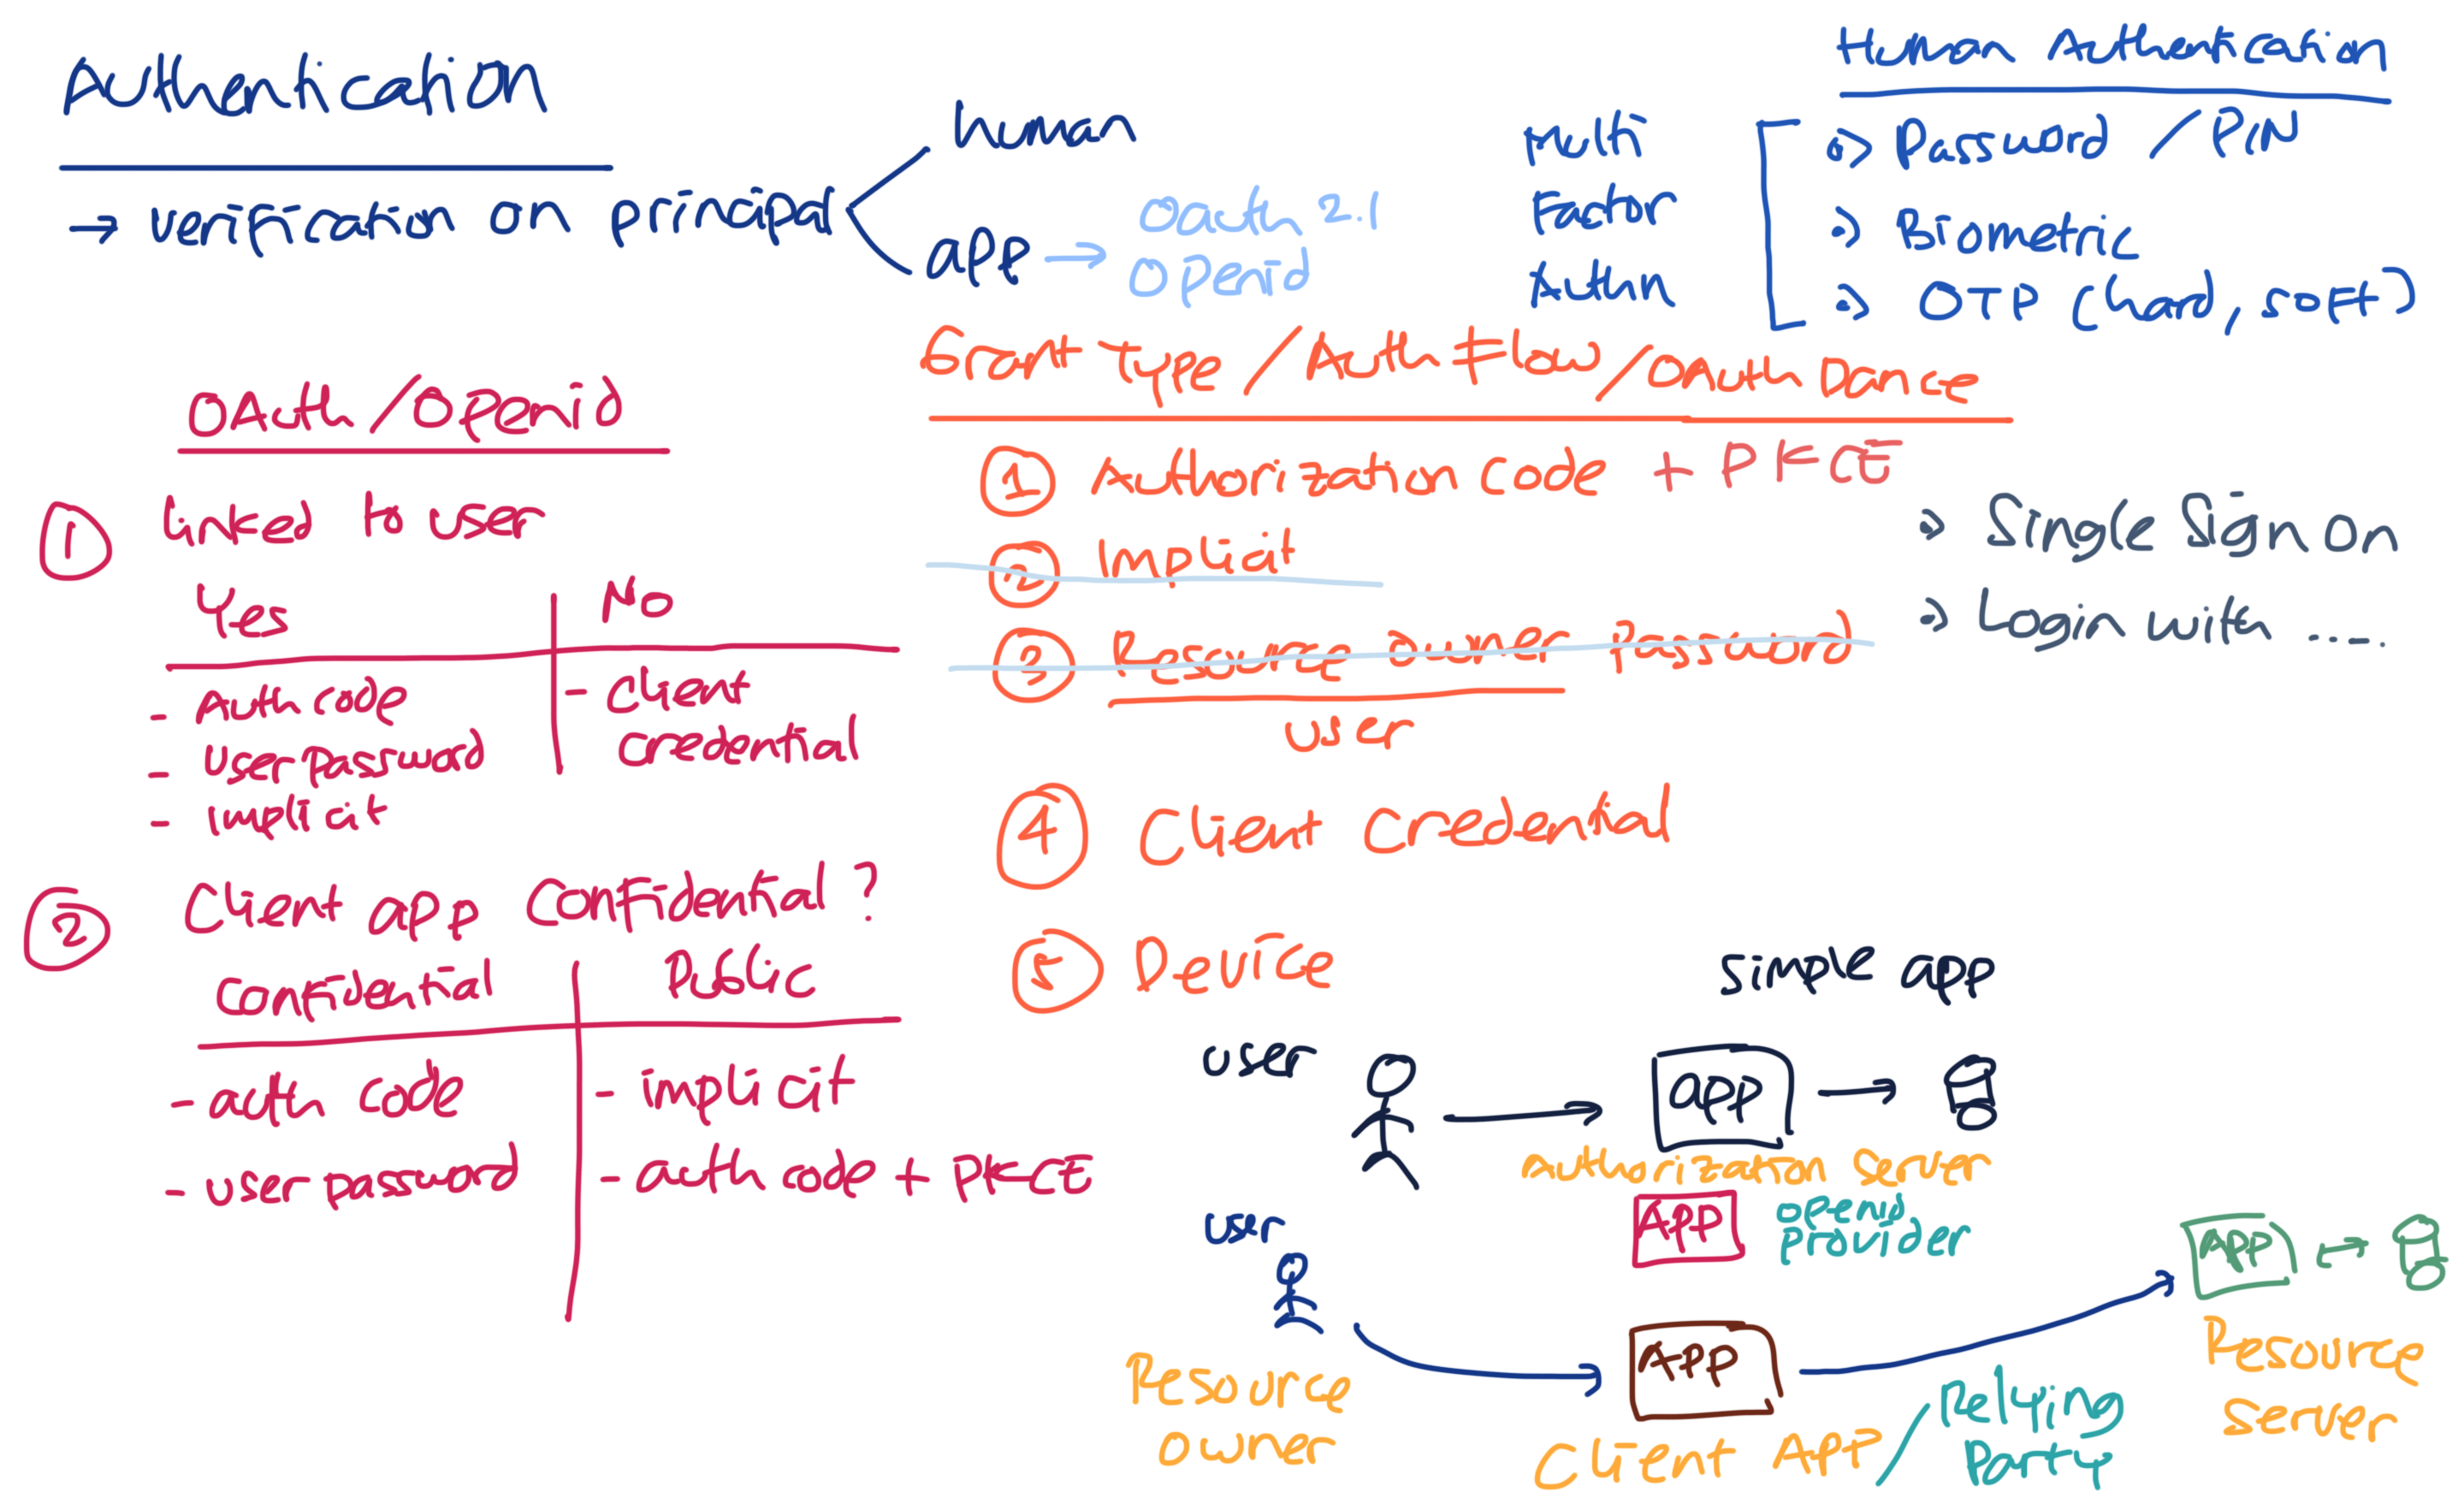 Authentication
→ verification on principal
human
app → Oauth 2.1
Openid
Human Authentication
Multi
Factor
Authn
Password / PIN
Biometric
OTP (hard, soft)
OAuth / Openid
① linked to user
Yes
No
- Auth code
- User password
- implicit
- client
credential
② Client app Confidential ?
confidential
Public
- auth code
- user password
- implicit
- auth code + PKCE
Grant Type / Auth Flow / OAuth Dance
① Authorization code + PKCE
② Implicit
③ Resource owner Password
user
④ Client Credential
⑤ Device
Single Sign On
Login with .....
simple app
user
app
Authorization Server
APP
openid
provider
user
Resource
owner
APP
Client APP / Relying
Party
APP
Resource
server